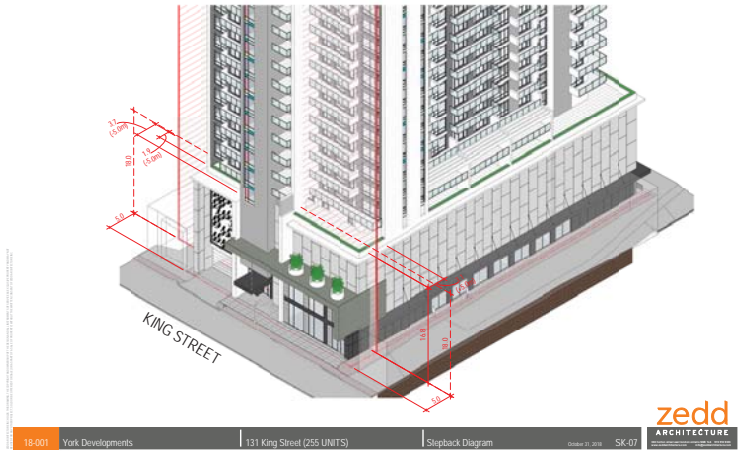 3.7
(-5.0m)
1.9
(-5.0m)
18.0
5.0
KING STREET
(-5.0m)
16.8
18.0
5.0
zedd
ARCHITECTURE
18-001 York Developments 131 King Street (255 UNITS) Stepback Diagram October 31, 2018 SK-07